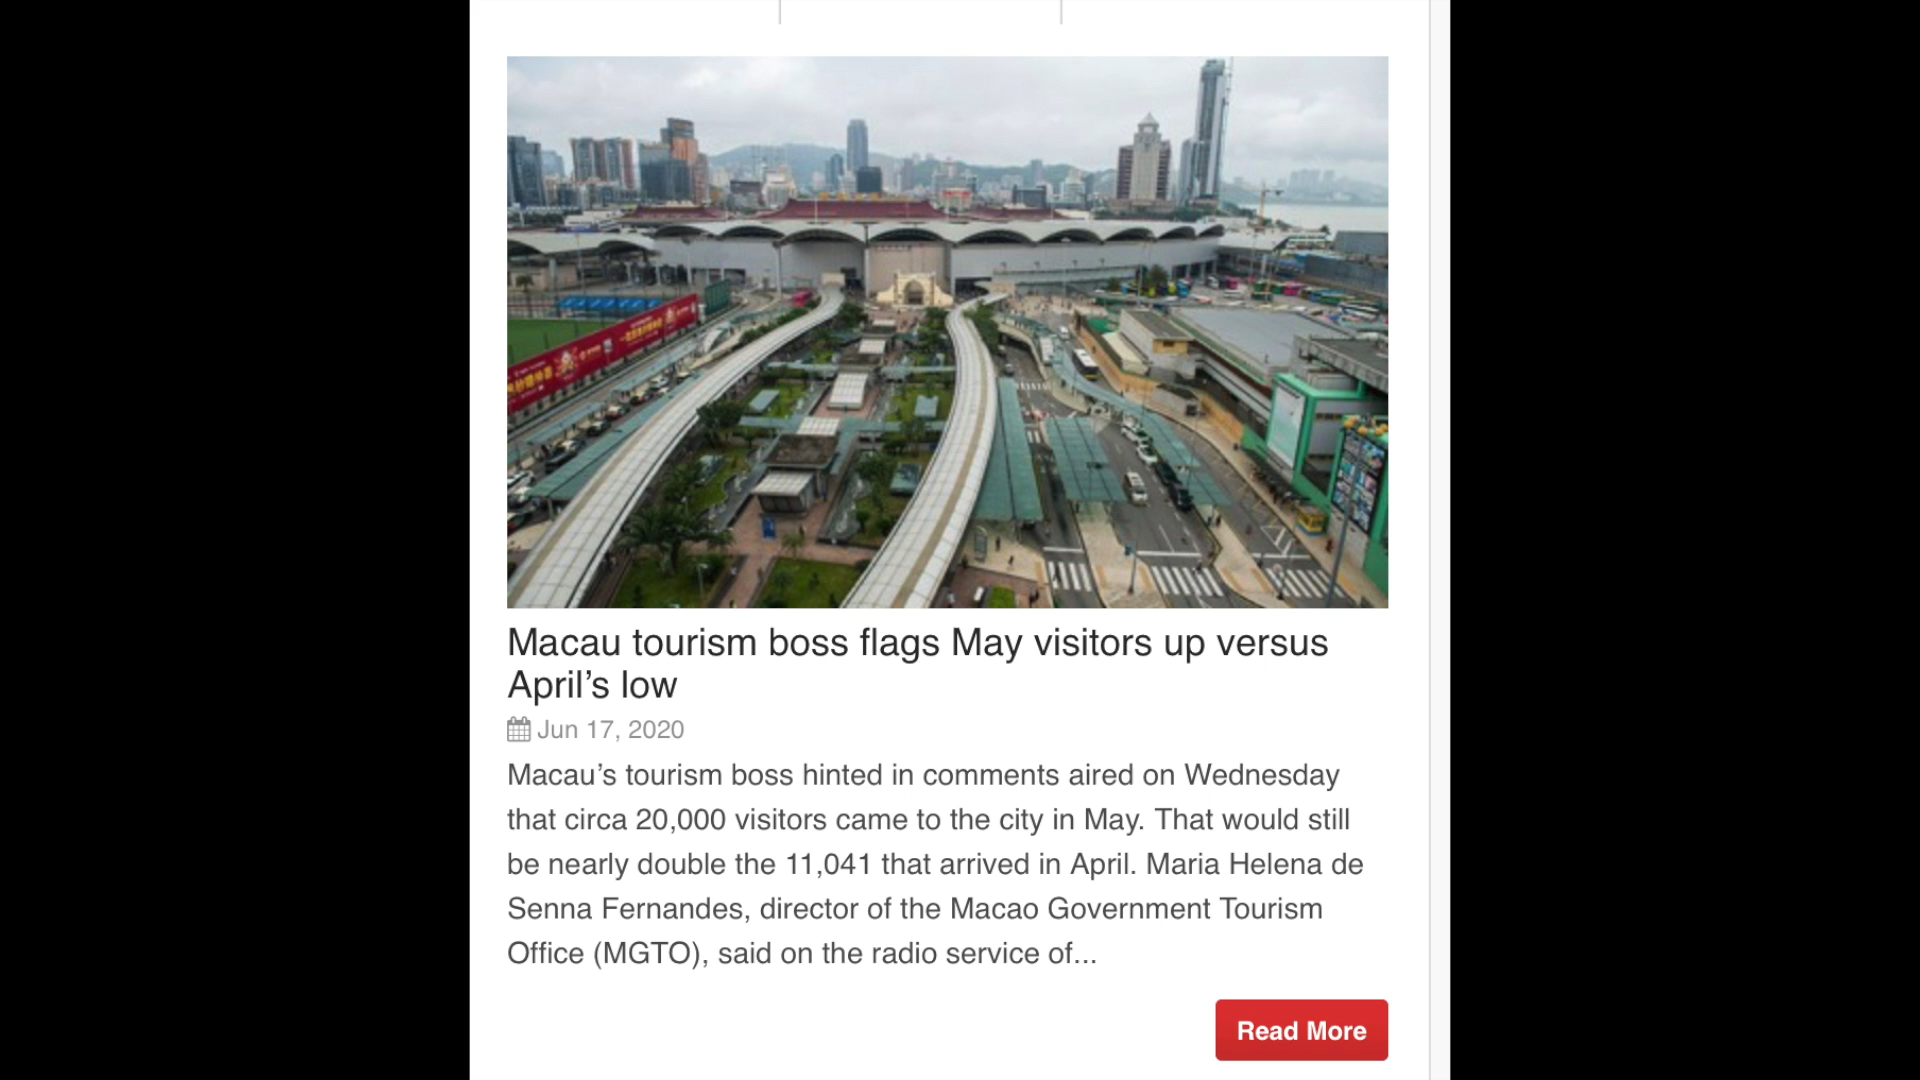 Macau tourism boss flags May visitors up versus
April’s low
Jun 17, 2020
Macau’s tourism boss hinted in comments aired on Wednesday
that circa 20,000 visitors came to the city in May. That would still
be nearly double the 11,041 that arrived in April. Maria Helena de
Senna Fernandes, director of the Macao Government Tourism
Office (MGTO), said on the radio service of...
Read More